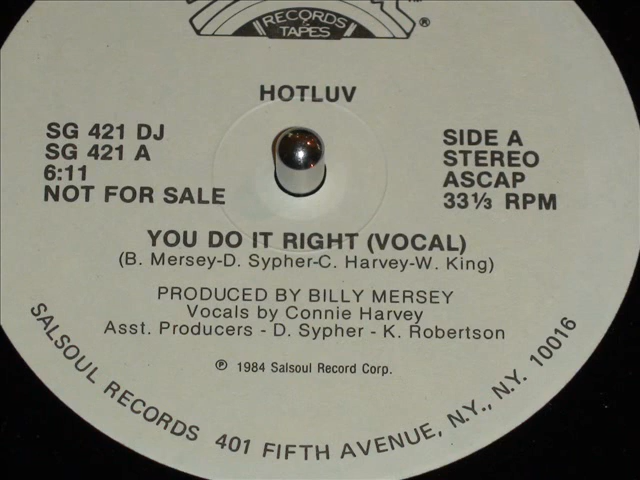 RECORDS
&
TAPES
®
HOTLUV
SG 421 DJ
SG 421 A
6:11
NOT FOR SALE
SIDE A
STEREO
ASCAP
33⅓ RPM
YOU DO IT RIGHT (VOCAL)
(B. Mersey-D. Sypher-C. Harvey-W. King)
PRODUCED BY BILLY MERSEY
Vocals by Connie Harvey
Asst. Producers - D. Sypher - K. Robertson
℗ 1984 Salsoul Record Corp.
SALSOUL RECORDS 401 FIFTH AVENUE, N.Y., N.Y. 10016